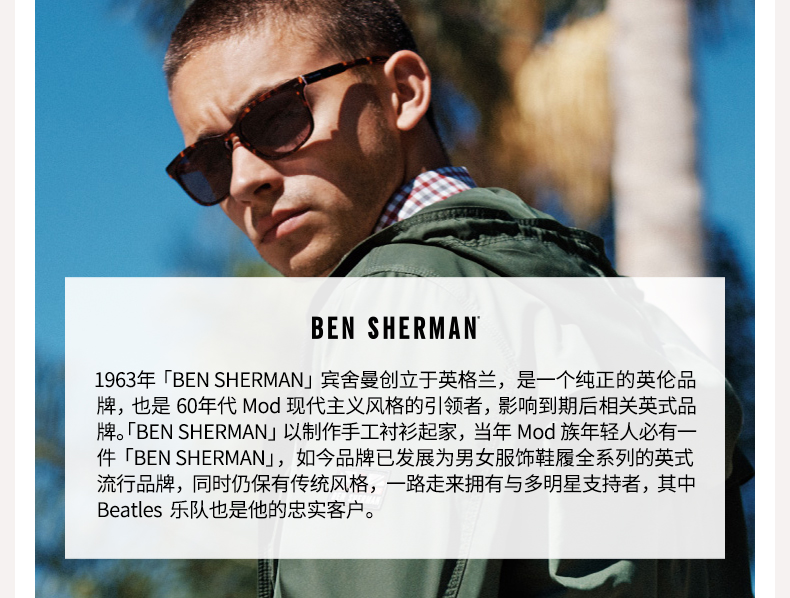 BEN SHERMAN
1963年「BEN SHERMAN」宾舍曼创立于英格兰，是一个纯正的英伦品
牌，也是 60年代 Mod 现代主义风格的引领者，影响到期后相关英式品
牌。「BEN SHERMAN」以制作手工衬衫起家，当年 Mod 族年轻人必有一
件「BEN SHERMAN」，如今品牌已发展为男女服饰鞋履全系列的英式
流行品牌，同时仍保有传统风格，一路走来拥有与多明星支持者，其中
Beatles 乐队也是他的忠实客户。